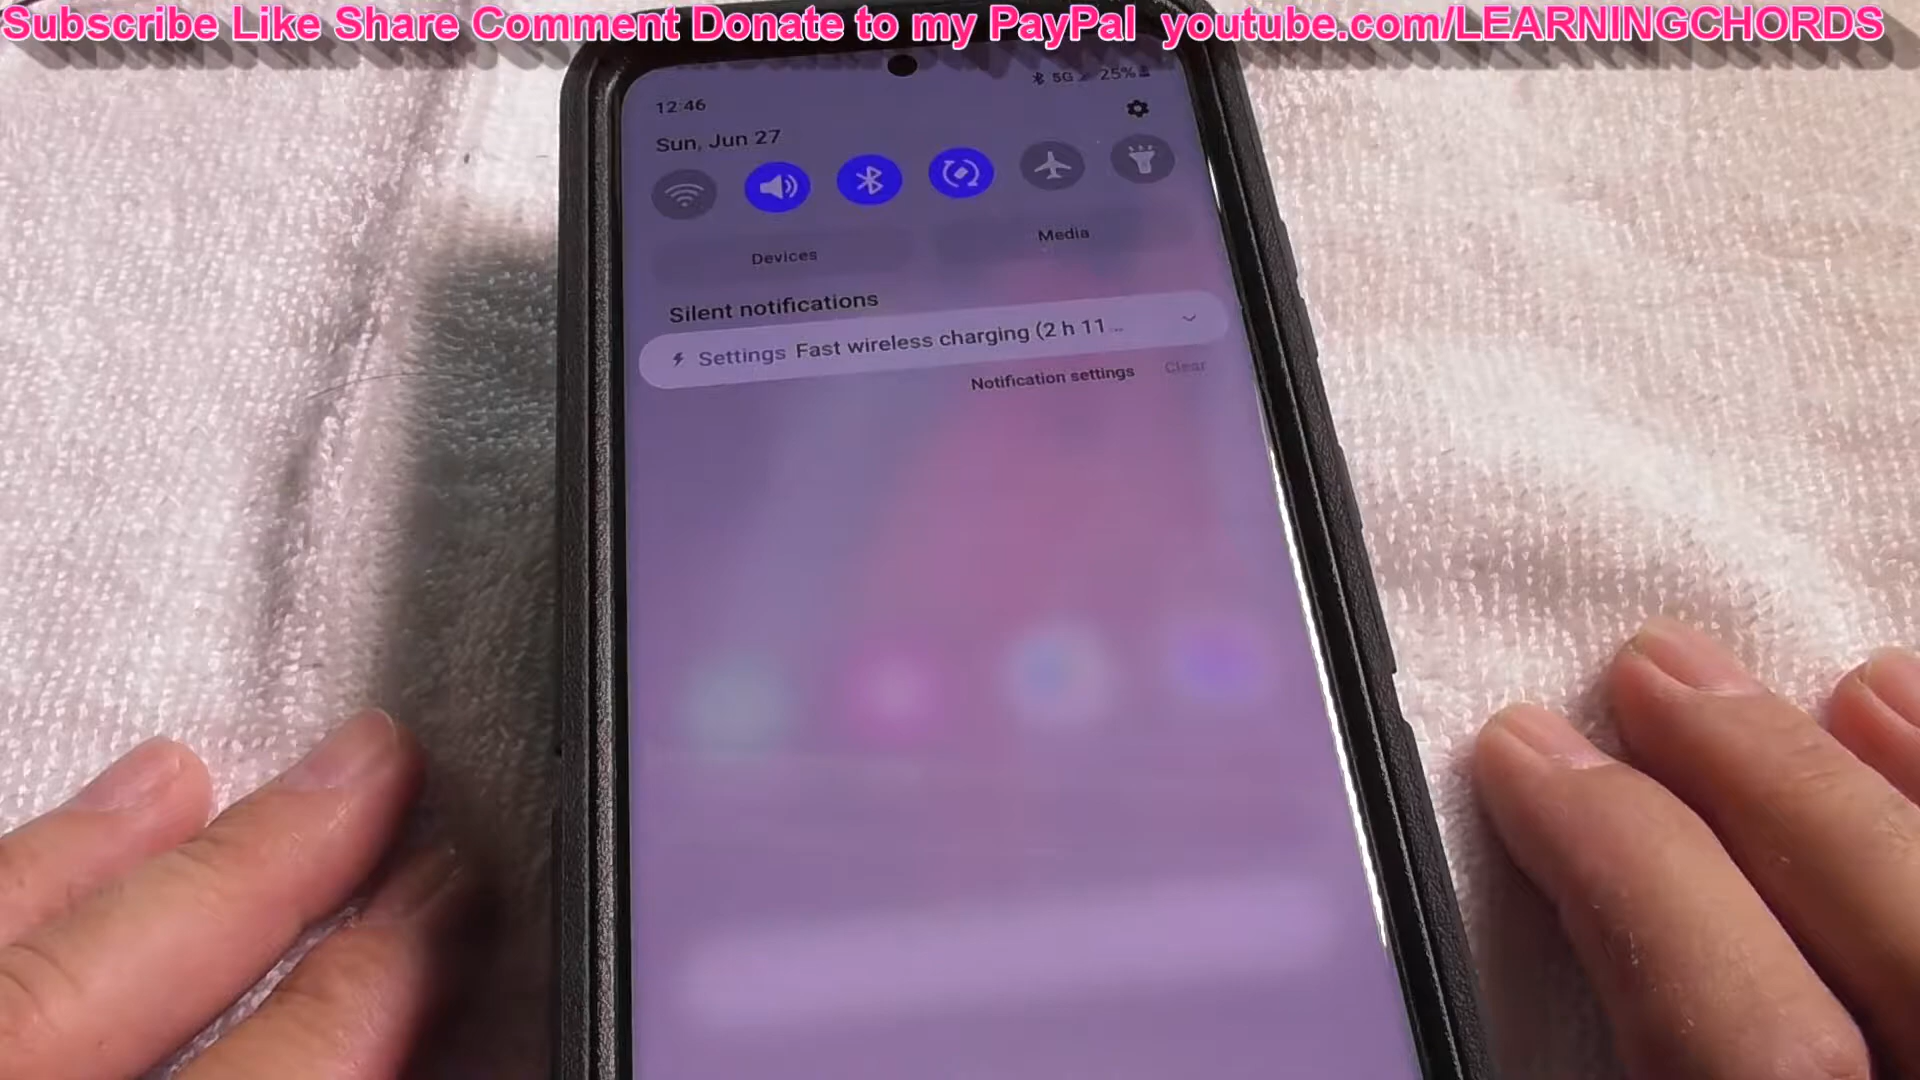 Subscribe Like Share Comment Donate to my PayPal youtube.com/LEARNINGCHORDS
5G 25%
12:46
Sun, Jun 27
Devices
Media
Silent notifications
Settings Fast wireless charging (2 h 11 ...
Notification settings
Clear